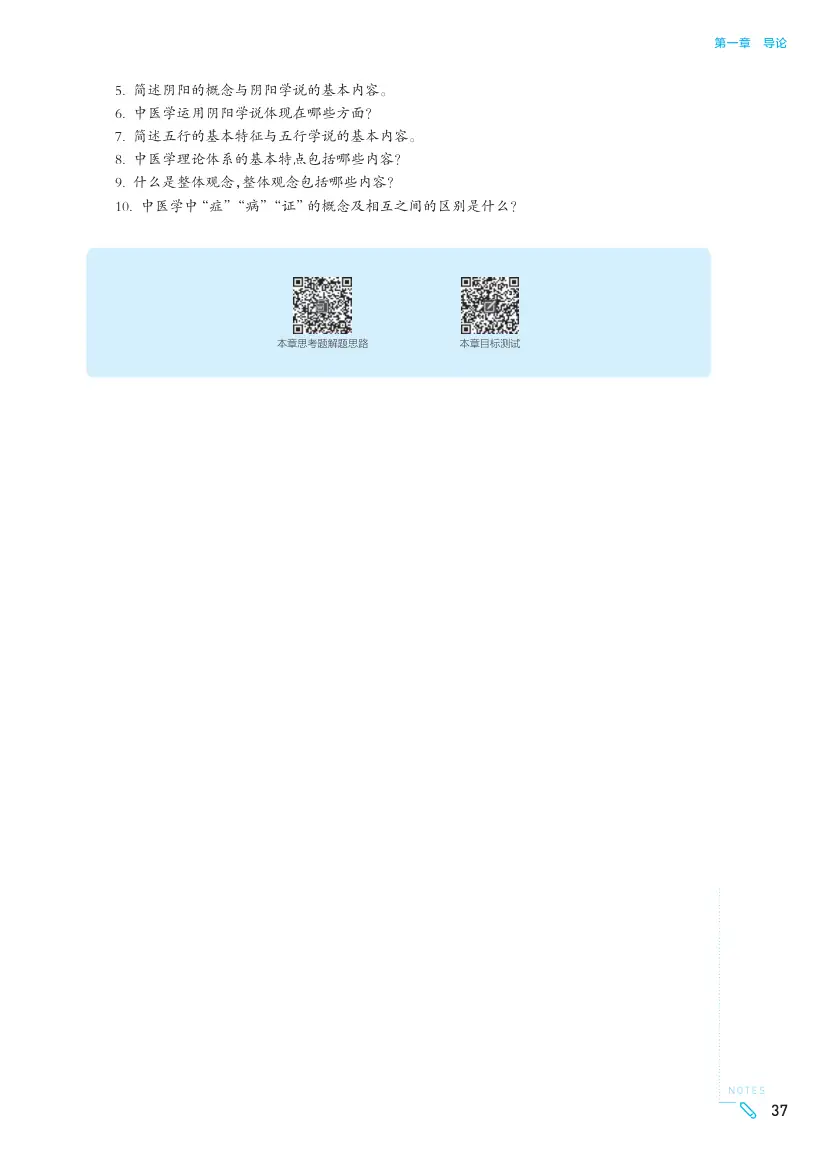 第一章 导论
5. 简述阴阳的概念与阴阳学说的基本内容。
6. 中医学运用阴阳学说体现在哪些方面？
7. 简述五行的基本特征与五行学说的基本内容。
8. 中医学理论体系的基本特点包括哪些内容？
9. 什么是整体观念，整体观念包括哪些内容？
10. 中医学中“症”“病”“证”的概念及相互之间的区别是什么？
本章思考题解题思路 本章目标测试
NOTES
37